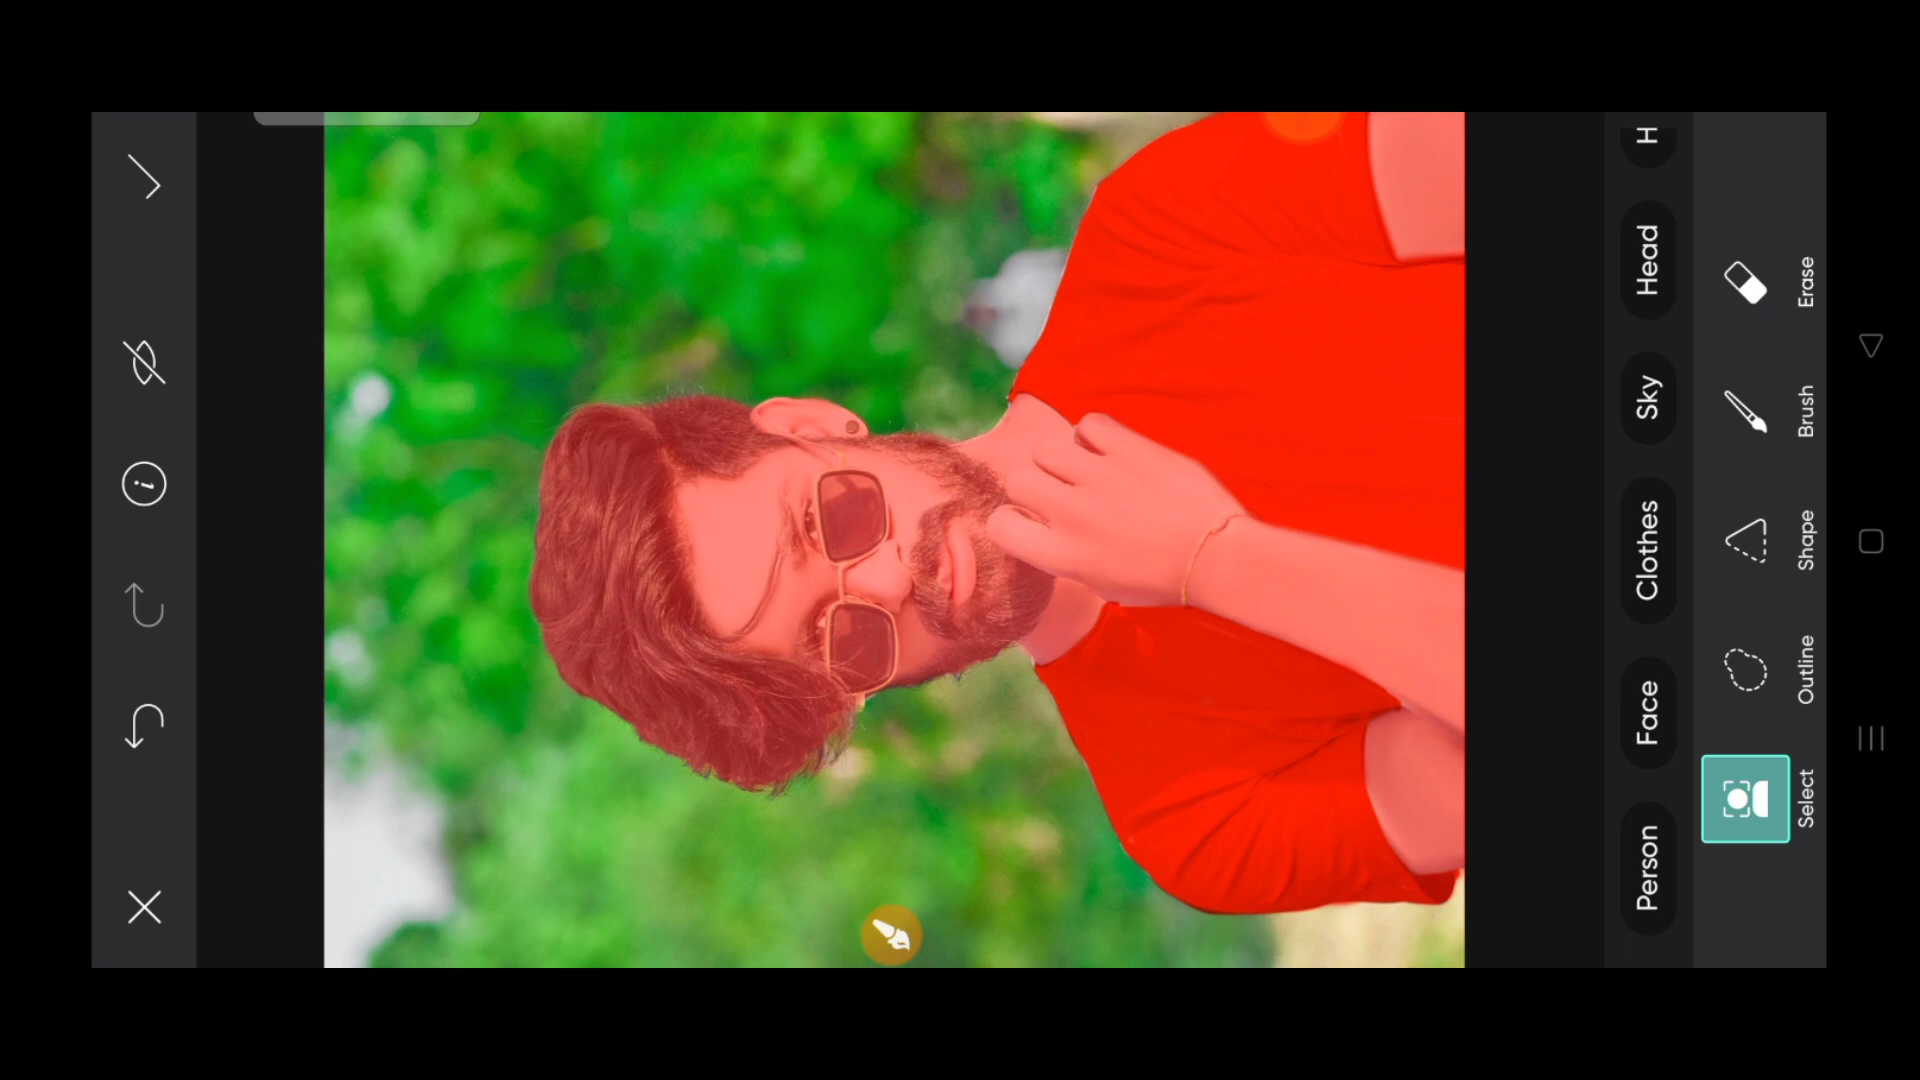 Person
Face
Clothes
Sky
Head
H
Select
Outline
Shape
Brush
Erase